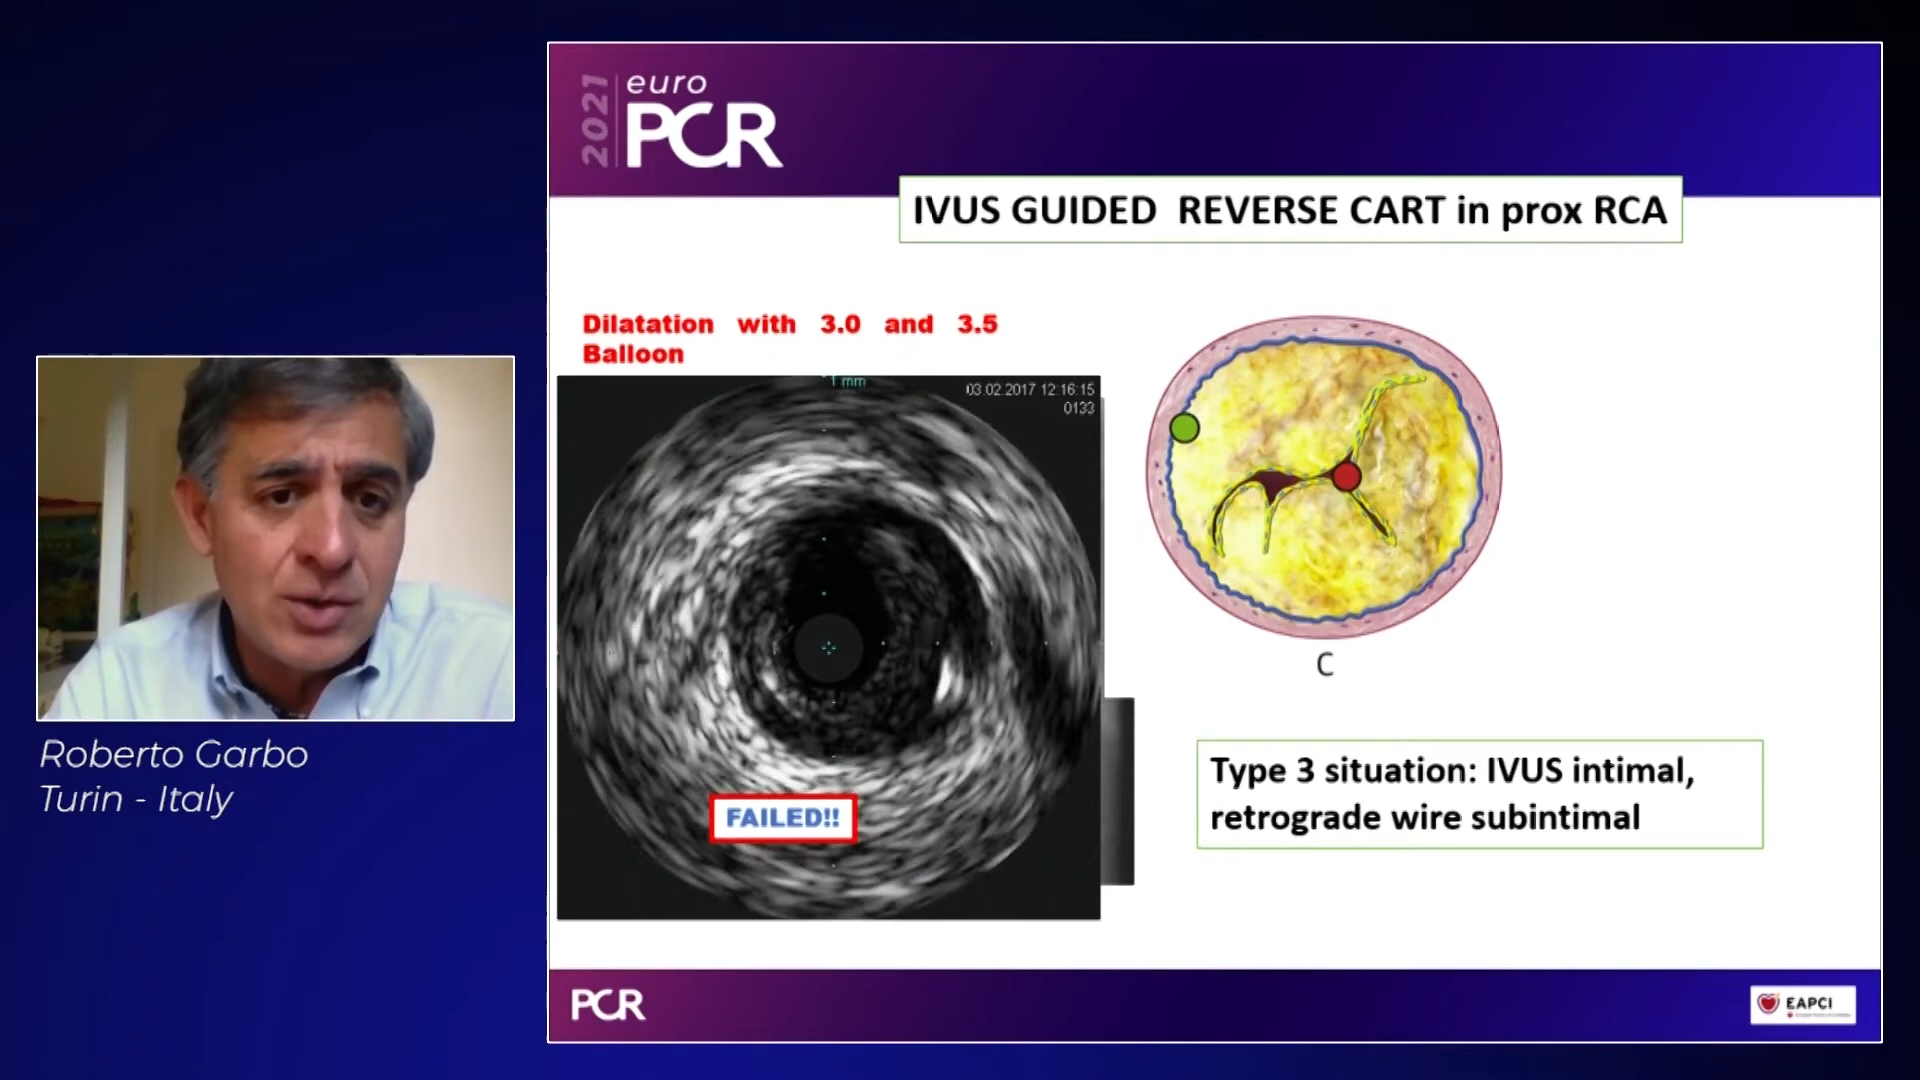 2021
euro
PCR
IVUS GUIDED REVERSE CART in prox RCA
Dilatation with 3.0 and 3.5
Balloon
1 mm
03.02.2017 12:16:15
0133
FAILED!!
C
Type 3 situation: IVUS intimal,
retrograde wire subintimal
Roberto Garbo
Turin - Italy
PCR
EAPCI